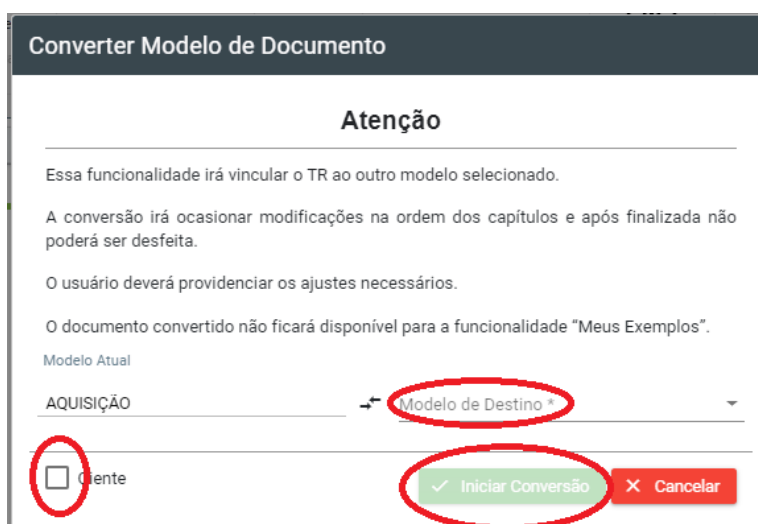 Converter Modelo de Documento
Atenção
Essa funcionalidade irá vincular o TR ao outro modelo selecionado.
A conversão irá ocasionar modificações na ordem dos capítulos e após finalizada não
poderá ser desfeita.
O usuário deverá providenciar os ajustes necessários.
O documento convertido não ficará disponível para a funcionalidade “Meus Exemplos”.
Modelo Atual
AQUISIÇÃO
Modelo de Destino *
Ciente
Iniciar Conversão
Cancelar